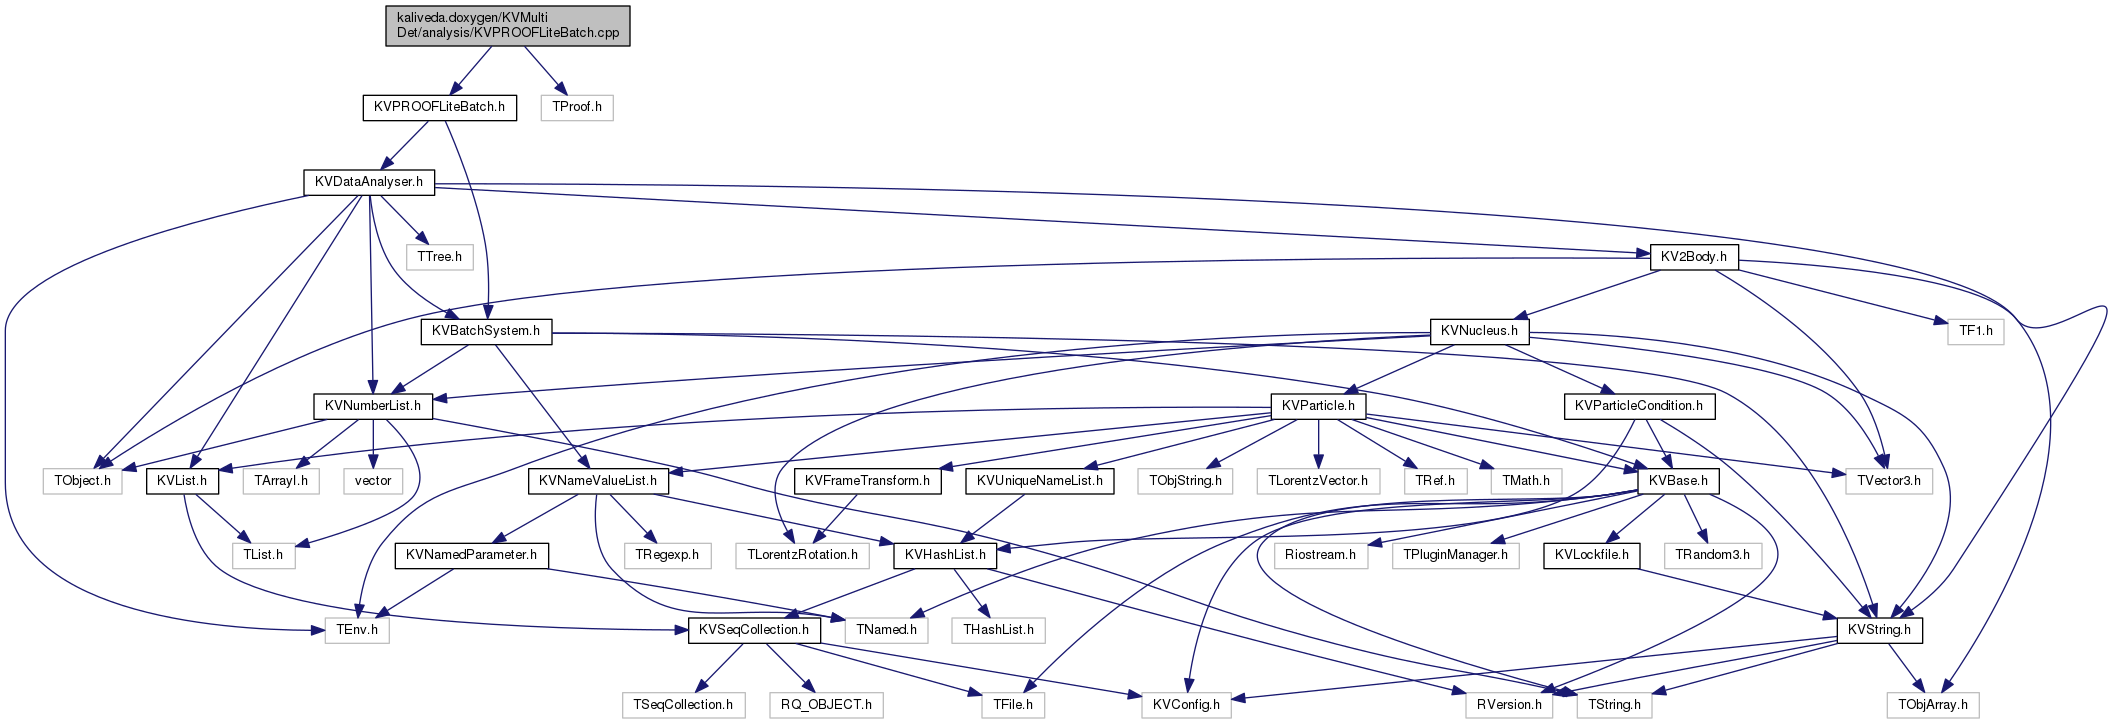 kaliveda.doxygen/KVMulti
Det/analysis/KVPROOFLiteBatch.cpp
KVPROOFLiteBatch.h
TProof.h
KVDataAnalyser.h
TTree.h
KV2Body.h
KVBatchSystem.h
KVNucleus.h
TF1.h
KVNumberList.h
KVParticle.h
KVParticleCondition.h
TObject.h
KVList.h
TArrayI.h
vector
KVNameValueList.h
KVFrameTransform.h
KVUniqueNameList.h
TObjString.h
TLorentzVector.h
TRef.h
TMath.h
KVBase.h
TVector3.h
TList.h
KVNamedParameter.h
TRegexp.h
TLorentzRotation.h
KVHashList.h
Riostream.h
TPluginManager.h
KVLockfile.h
TRandom3.h
TEnv.h
KVSeqCollection.h
TNamed.h
THashList.h
KVString.h
TSeqCollection.h
RQ_OBJECT.h
TFile.h
KVConfig.h
RVersion.h
TString.h
TObjArray.h